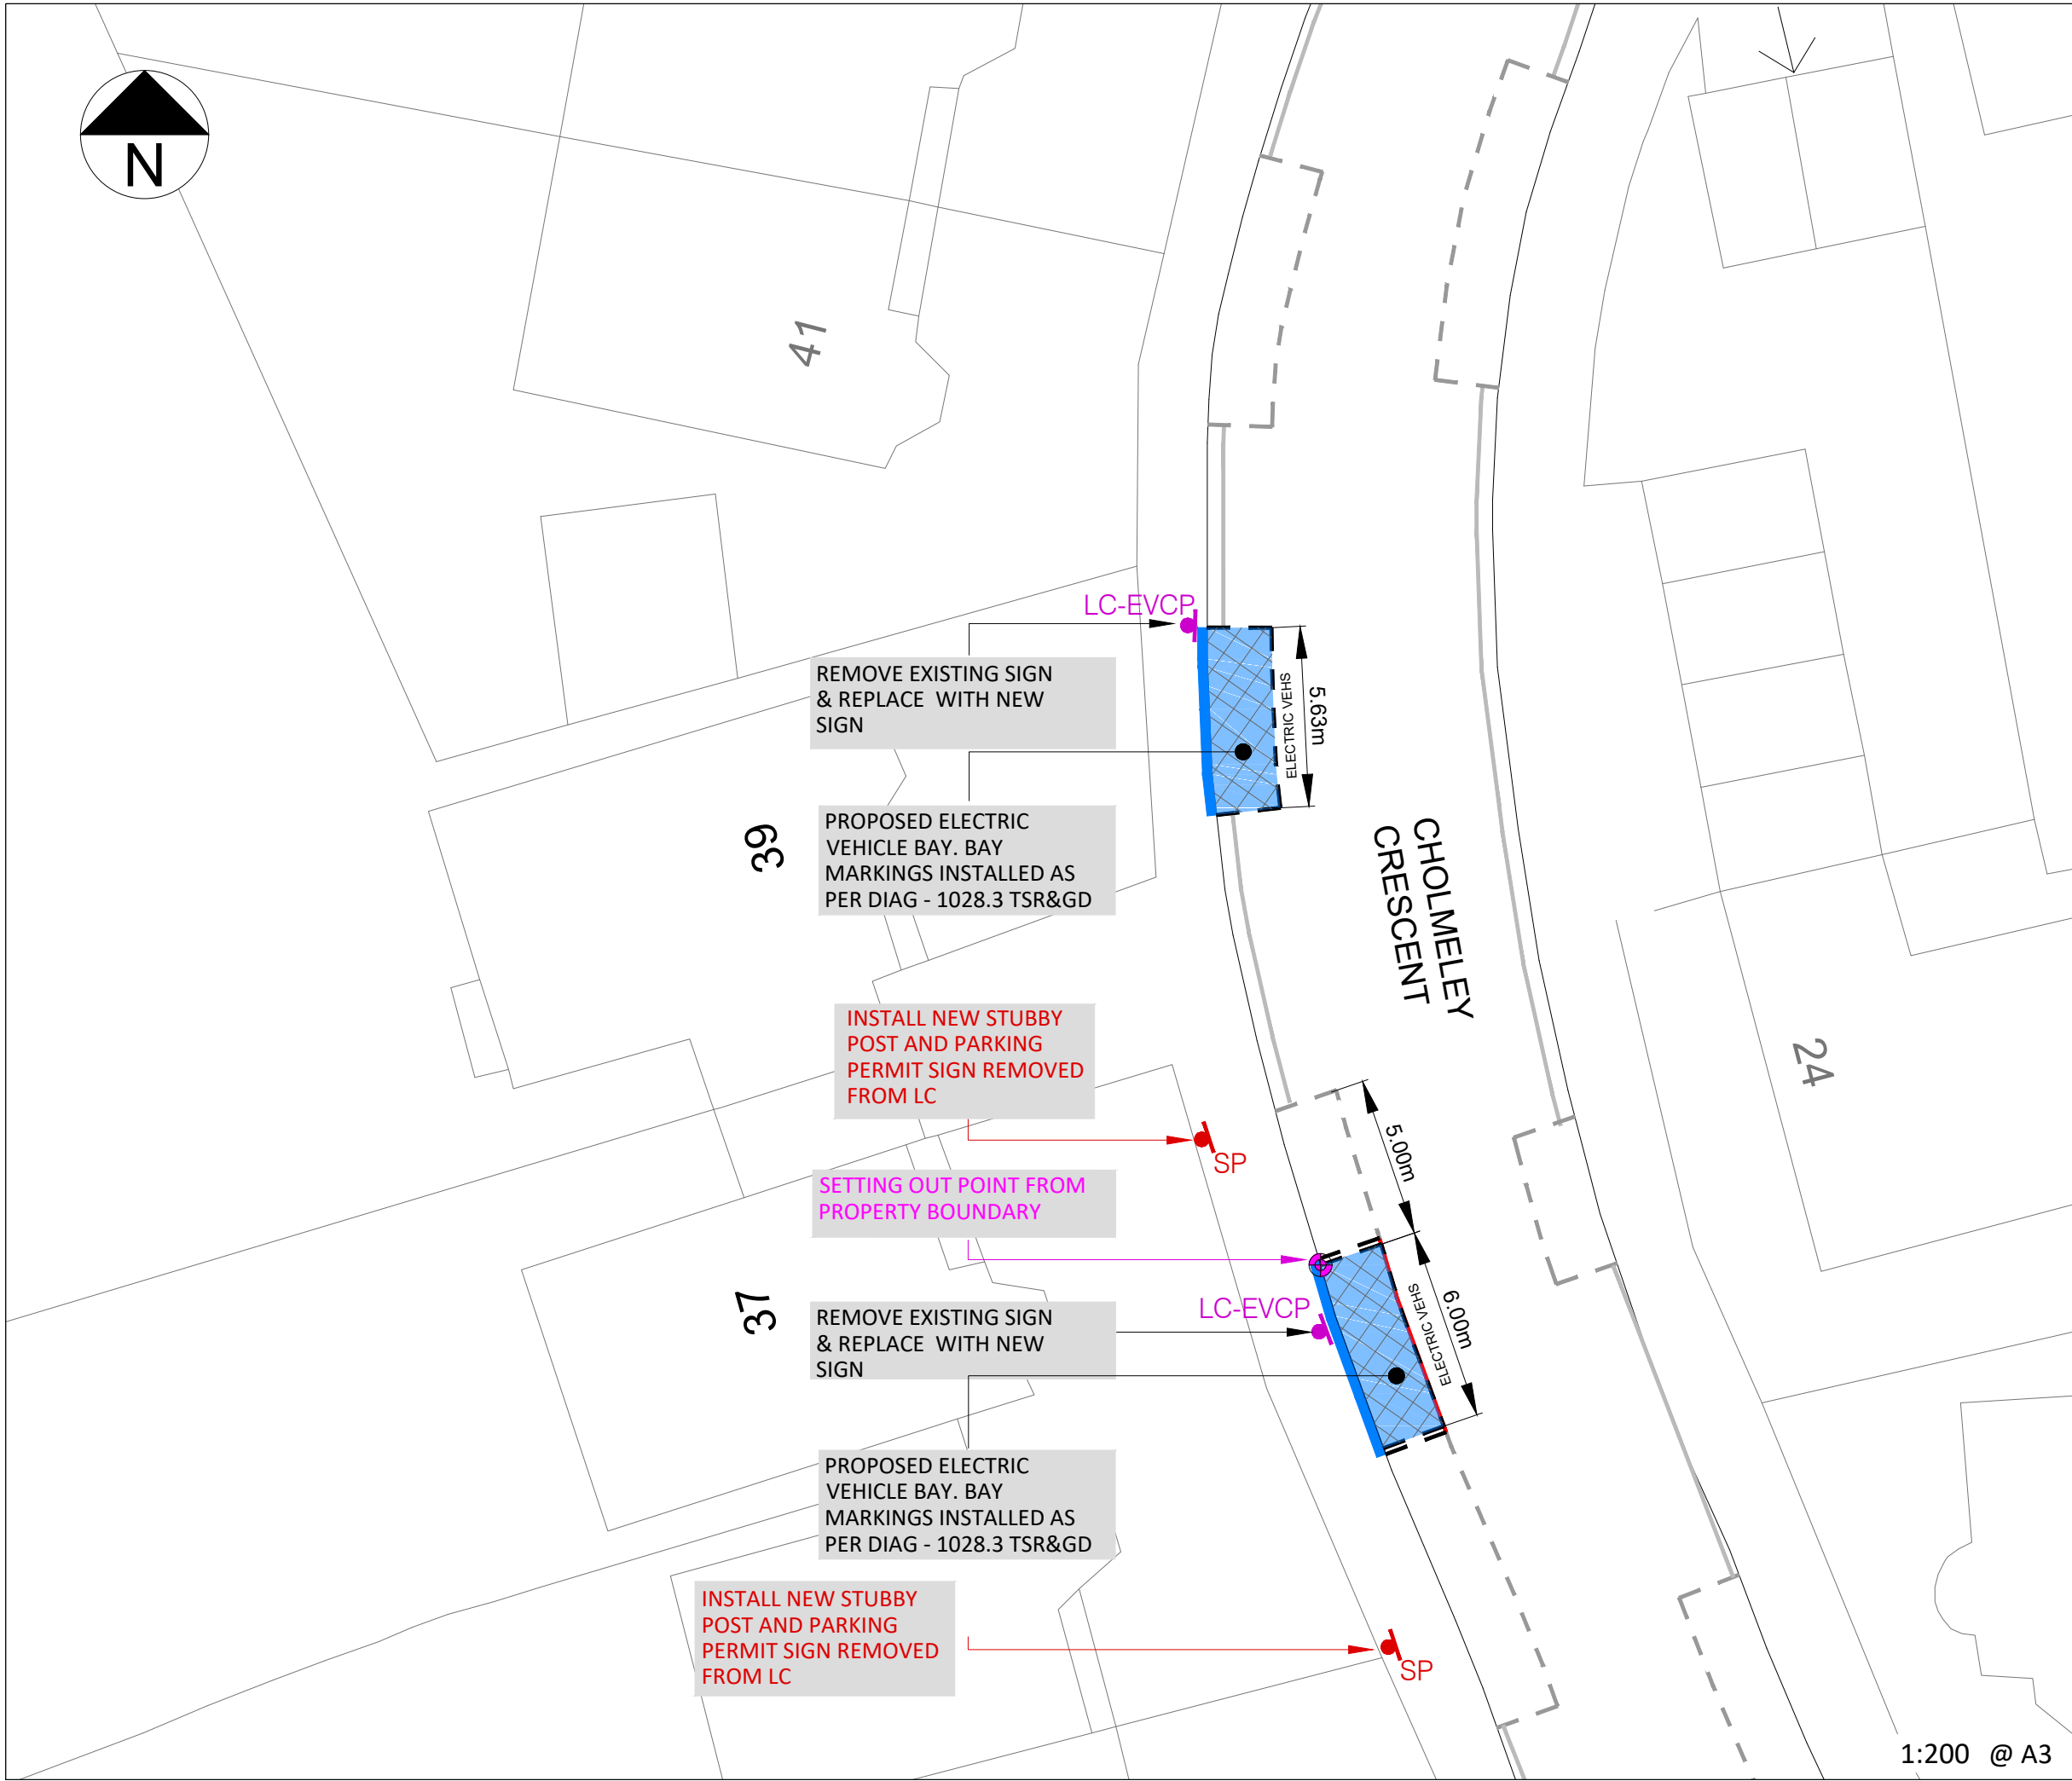 N
41
LC-EVCP
REMOVE EXISTING SIGN
& REPLACE WITH NEW
SIGN
ELECTRIC VEHS
5.63m
PROPOSED ELECTRIC
VEHICLE BAY. BAY
MARKINGS INSTALLED AS
PER DIAG - 1028.3 TSR&GD
39
CHOLMELEY
CRESCENT
INSTALL NEW STUBBY
POST AND PARKING
PERMIT SIGN REMOVED
FROM LC
SP
24
5.00m
SETTING OUT POINT FROM
PROPERTY BOUNDARY
37
LC-EVCP
REMOVE EXISTING SIGN
& REPLACE WITH NEW
SIGN
ELECTRIC VEHS
6.00m
PROPOSED ELECTRIC
VEHICLE BAY. BAY
MARKINGS INSTALLED AS
PER DIAG - 1028.3 TSR&GD
INSTALL NEW STUBBY
POST AND PARKING
PERMIT SIGN REMOVED
FROM LC
SP
1:200 @ A3